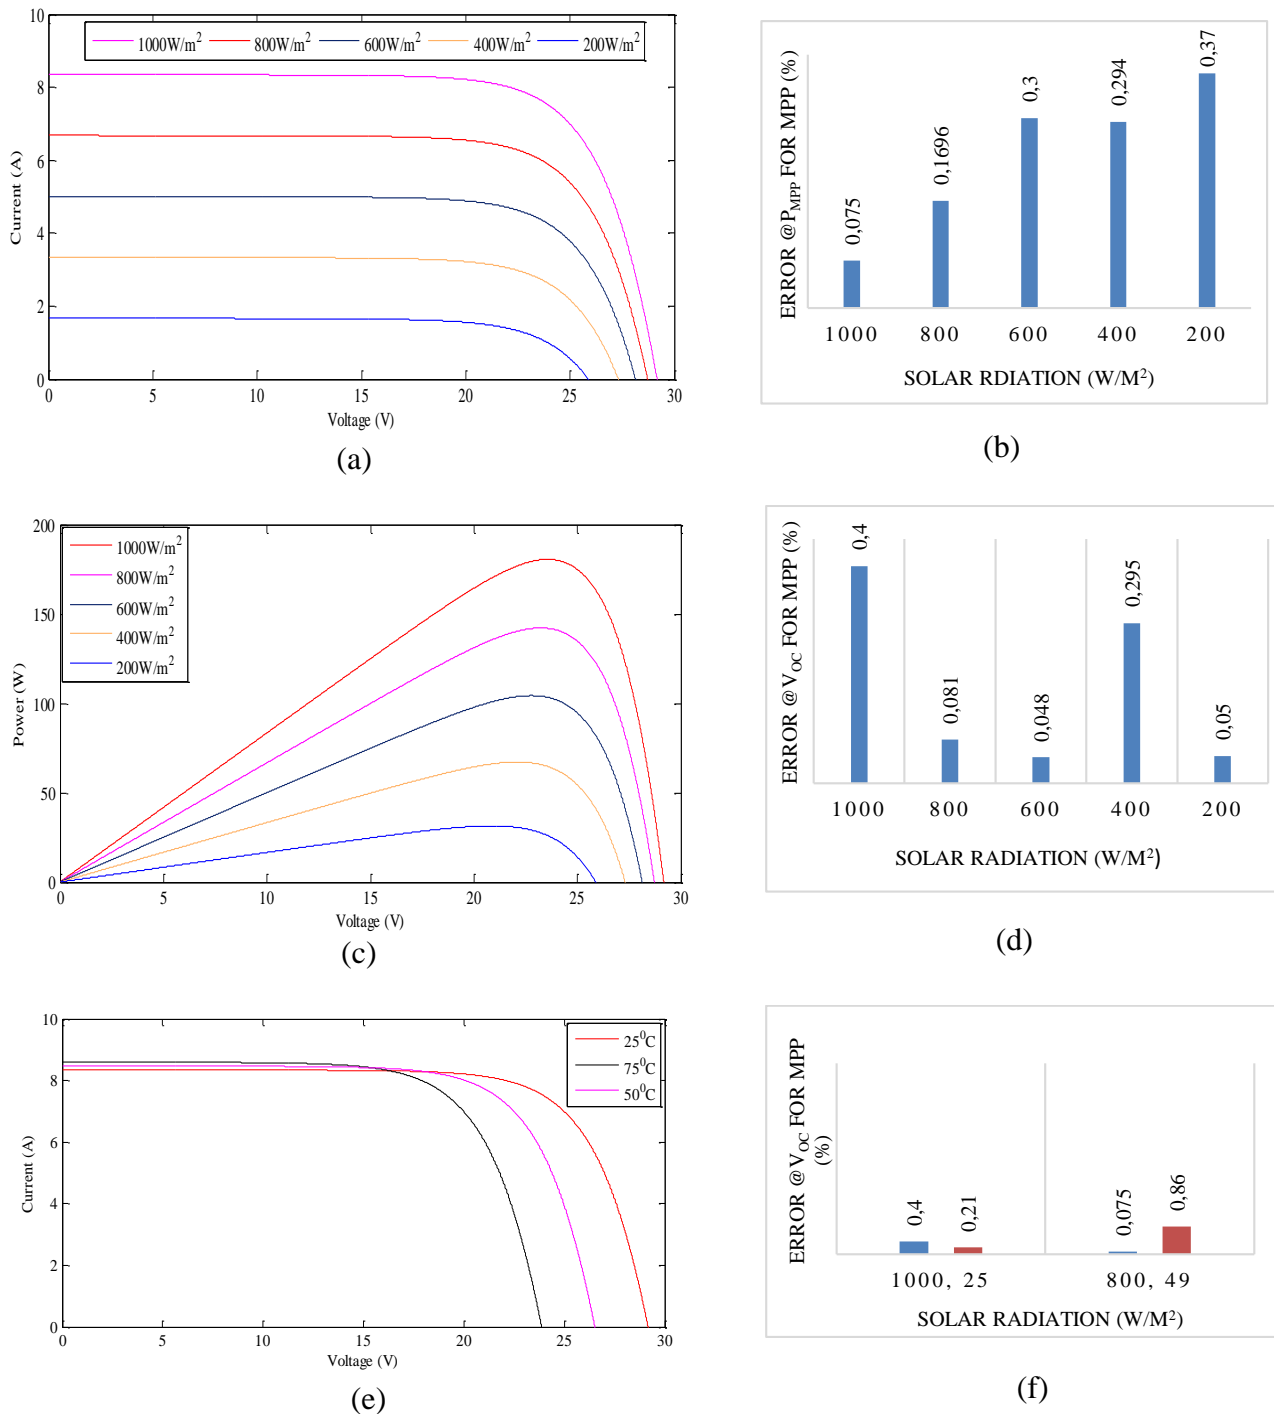 10
8
6
4
2
0
Current (A)
1000W/m²
800W/m²
600W/m²
400W/m²
200W/m²
0 5 10 15 20 25 30
Voltage (V)
(a)
ERROR @P_MPP FOR MPP (%)
0,075
0,1696
0,3
0,294
0,37
1000 800 600 400 200
SOLAR RDIATION (W/M²)
(b)
200
150
100
50
0
Power (W)
1000W/m²
800W/m²
600W/m²
400W/m²
200W/m²
0 5 10 15 20 25 30
Voltage (V)
(c)
ERROR @V_OC FOR MPP (%)
0,4
0,081
0,048
0,295
0,05
1000 800 600 400 200
SOLAR RADIATION (W/M²)
(d)
10
8
6
4
2
0
Current (A)
25⁰C
75⁰C
50⁰C
0 5 10 15 20 25 30
Voltage (V)
(e)
ERROR @V_OC FOR MPP
(%)
0,4
0,21
0,075
0,86
1000, 25 800, 49
SOLAR RADIATION (W/M²)
(f)